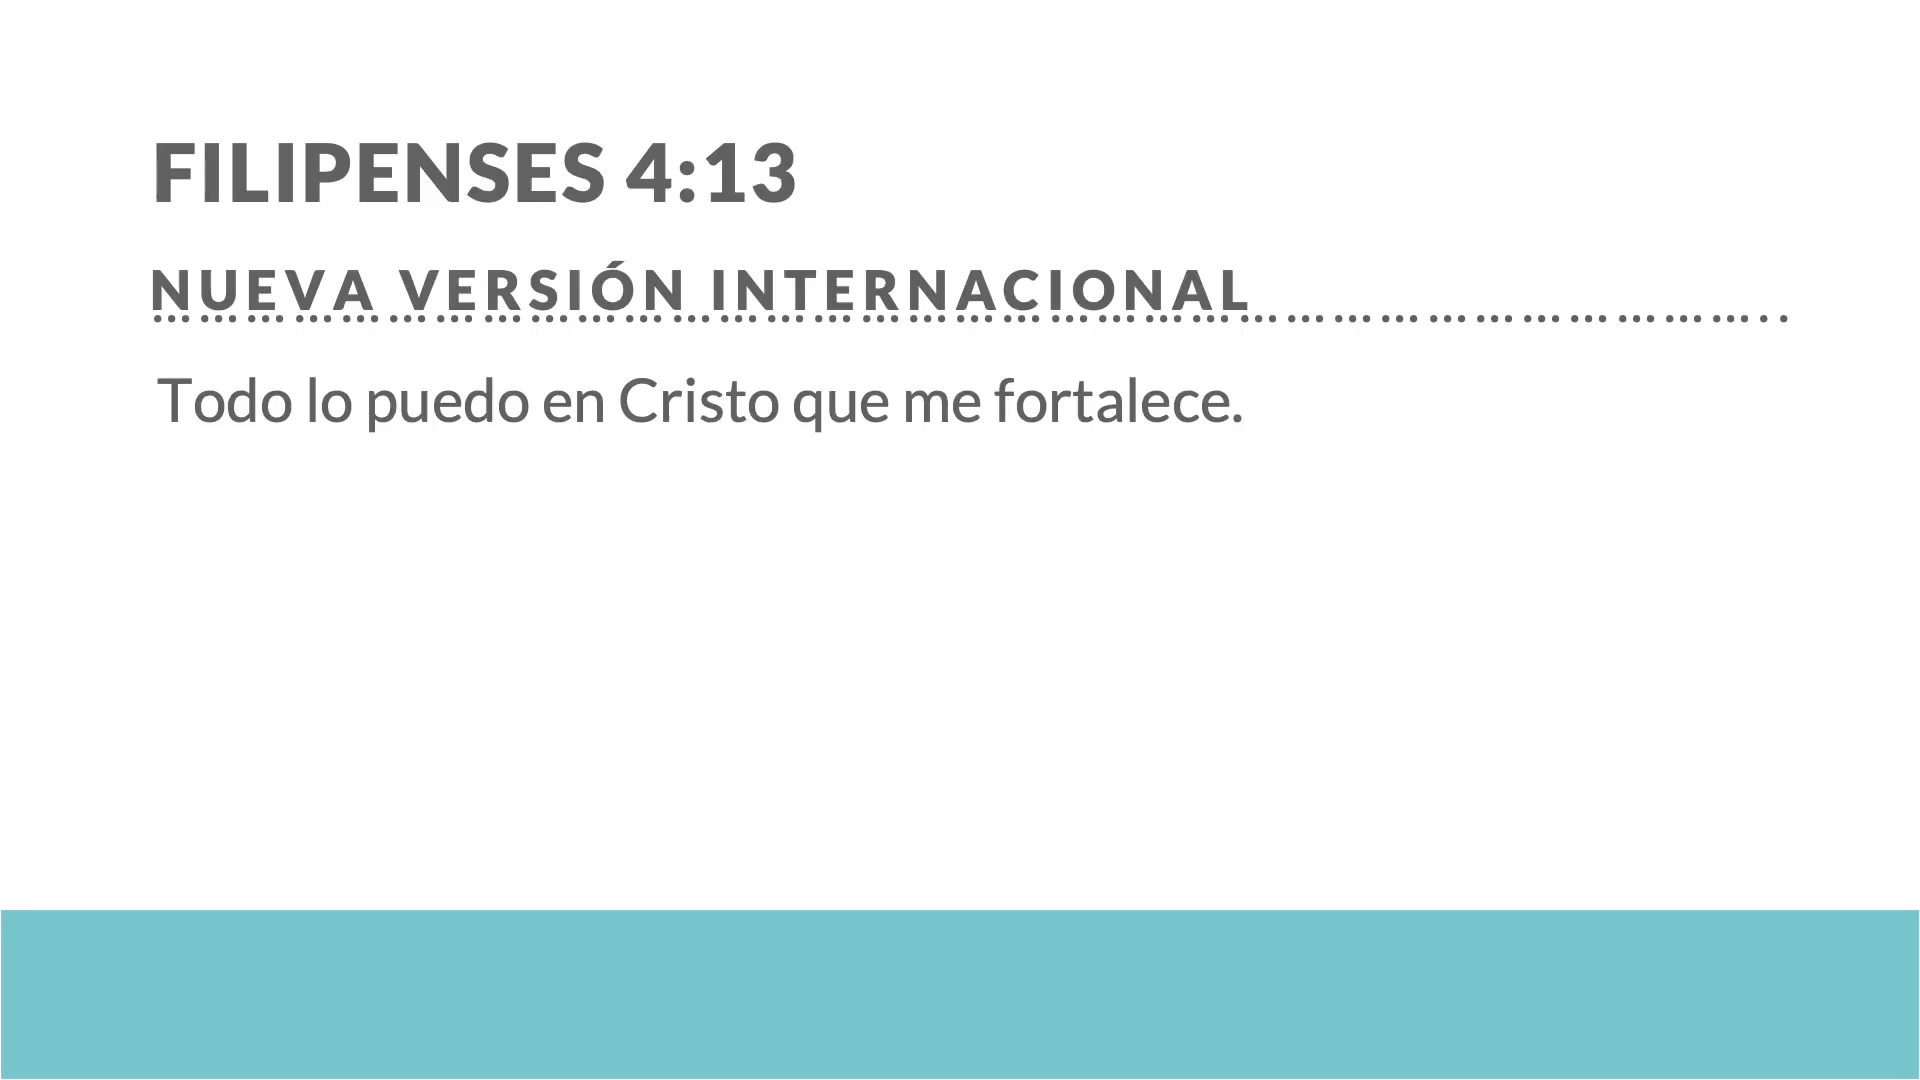 FILIPENSES 4:13
NUEVA VERSIÓN INTERNACIONAL
Todo lo puedo en Cristo que me fortalece.